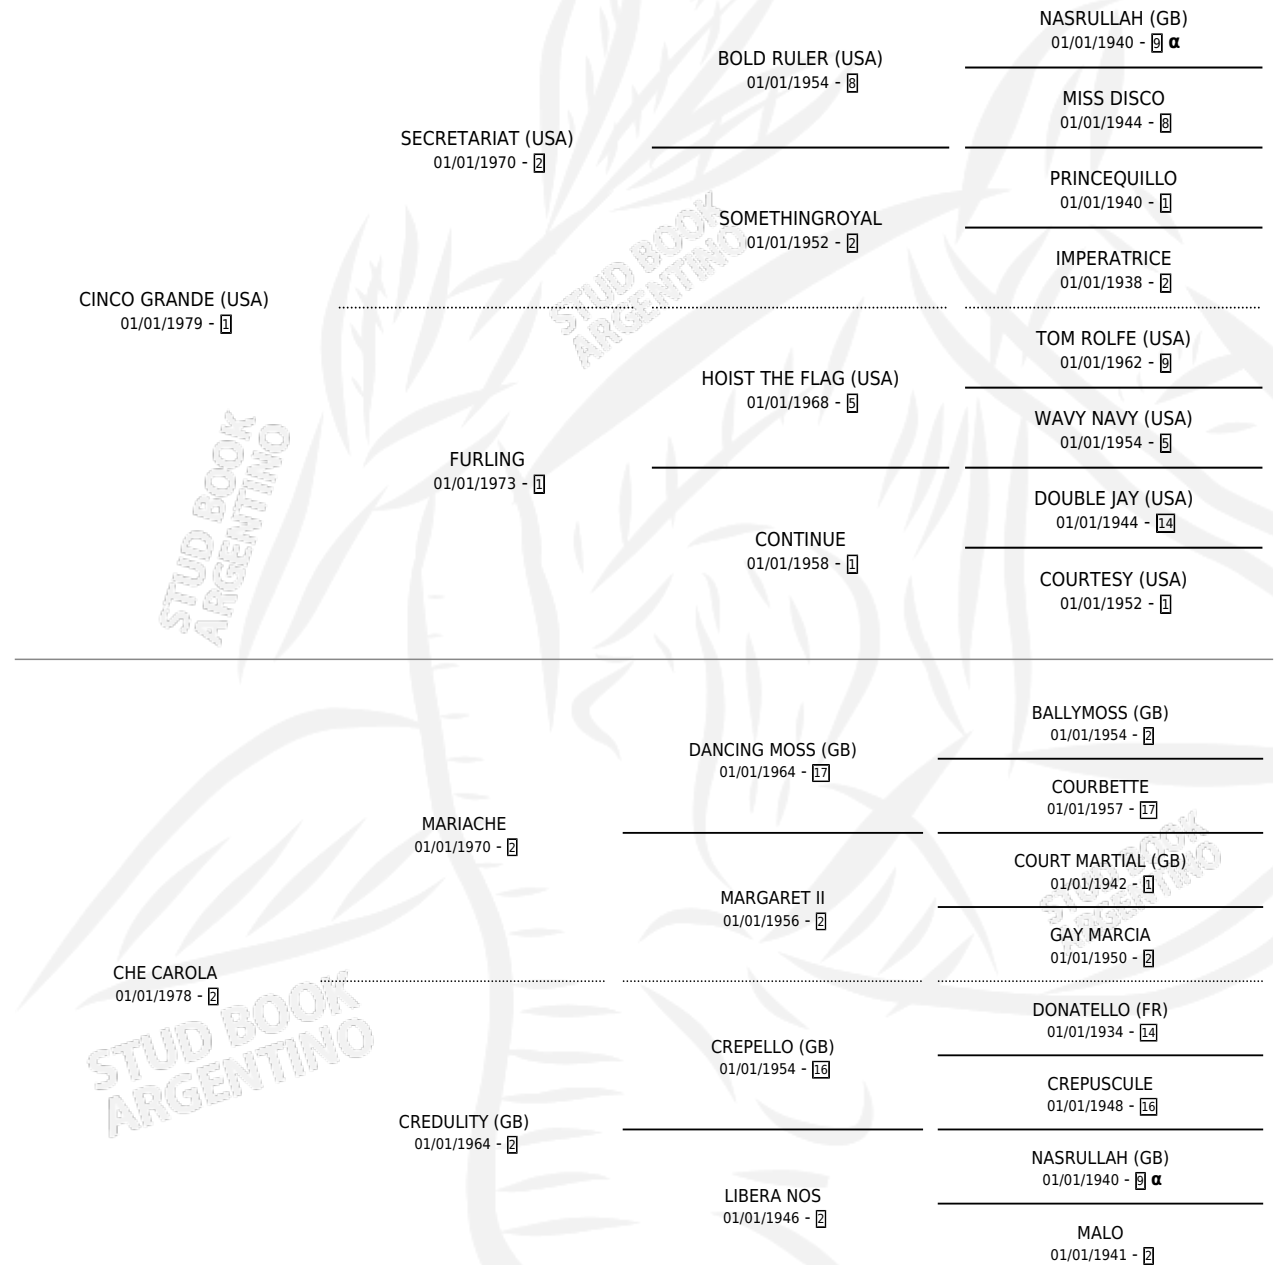 NASRULLAH (GB)
01/01/1940 - 9 α
BOLD RULER (USA)
01/01/1954 - 8
MISS DISCO
01/01/1944 - 8
SECRETARIAT (USA)
01/01/1970 - 2
PRINCEQUILLO
01/01/1940 - 1
SOMETHINGROYAL
01/01/1952 - 2
IMPERATRICE
01/01/1938 - 2
CINCO GRANDE (USA)
01/01/1979 - 1
TOM ROLFE (USA)
01/01/1962 - 9
HOIST THE FLAG (USA)
01/01/1968 - 5
WAVY NAVY (USA)
01/01/1954 - 5
FURLING
01/01/1973 - 1
DOUBLE JAY (USA)
01/01/1944 - 14
CONTINUE
01/01/1958 - 1
COURTESY (USA)
01/01/1952 - 1
BALLYMOSS (GB)
01/01/1954 - 2
DANCING MOSS (GB)
01/01/1964 - 17
COURBETTE
01/01/1957 - 17
MARIACHE
01/01/1970 - 2
COURT MARTIAL (GB)
01/01/1942 - 1
MARGARET II
01/01/1956 - 2
GAY MARCIA
01/01/1950 - 2
CHE CAROLA
01/01/1978 - 2
DONATELLO (FR)
01/01/1934 - 14
CREPELLO (GB)
01/01/1954 - 16
CREPUSCULE
01/01/1948 - 16
CREDULITY (GB)
01/01/1964 - 2
NASRULLAH (GB)
01/01/1940 - 9 α
LIBERA NOS
01/01/1946 - 2
MALO
01/01/1941 - 2
STUD BOOK
ARGENTINO
STUD BOOK
ARGENTINO
STUD BOOK
ARGENTINO
STUD BOOK
ARGENTINO